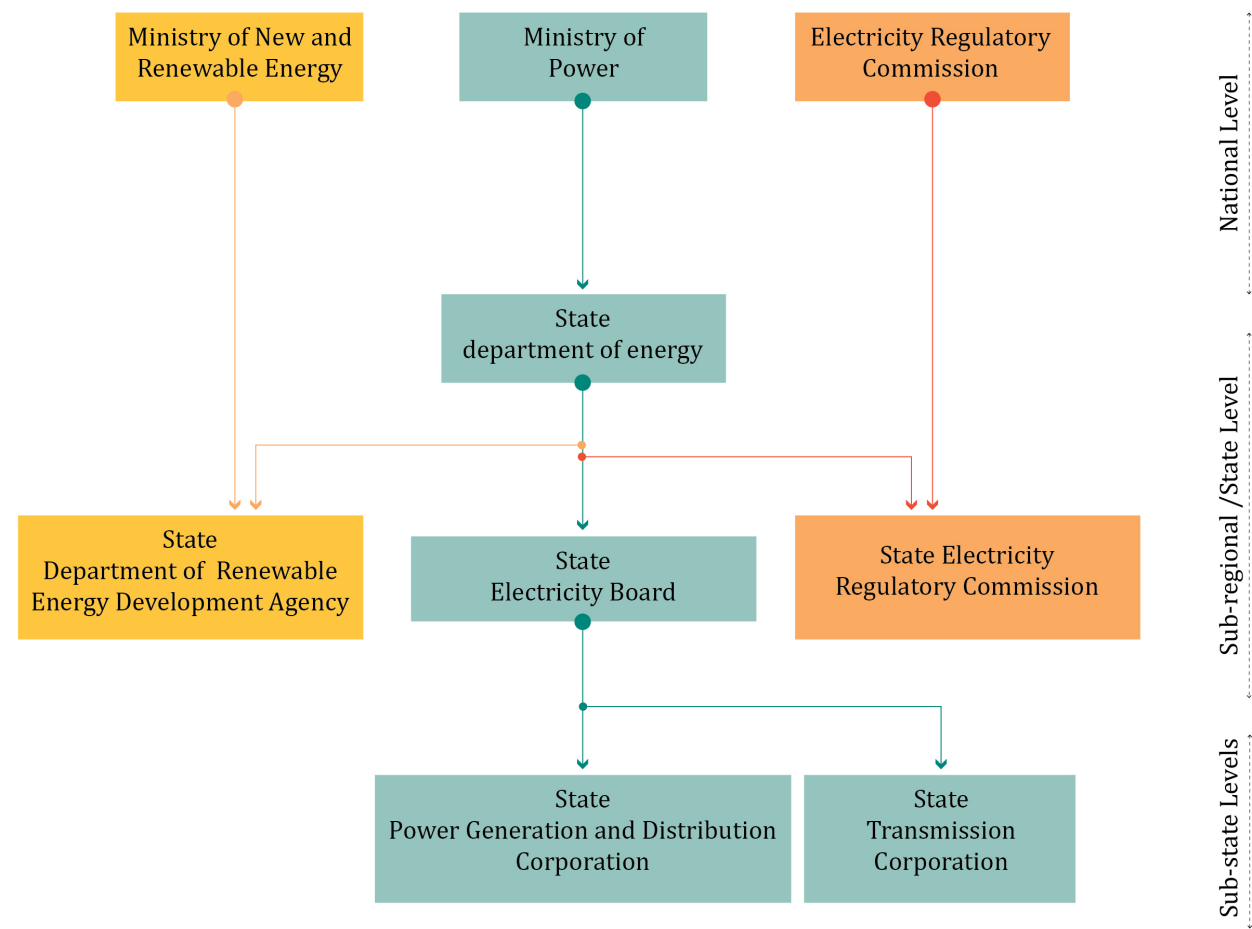 Ministry of New and
Renewable Energy
Ministry of
Power
Electricity Regulatory
Commission
National Level
State
department of energy
Sub-regional /State Level
State
Department of  Renewable
Energy Development Agency
State
Electricity Board
State Electricity
Regulatory Commission
State
Power Generation and Distribution
Corporation
State
Transmission
Corporation
Sub-state Levels